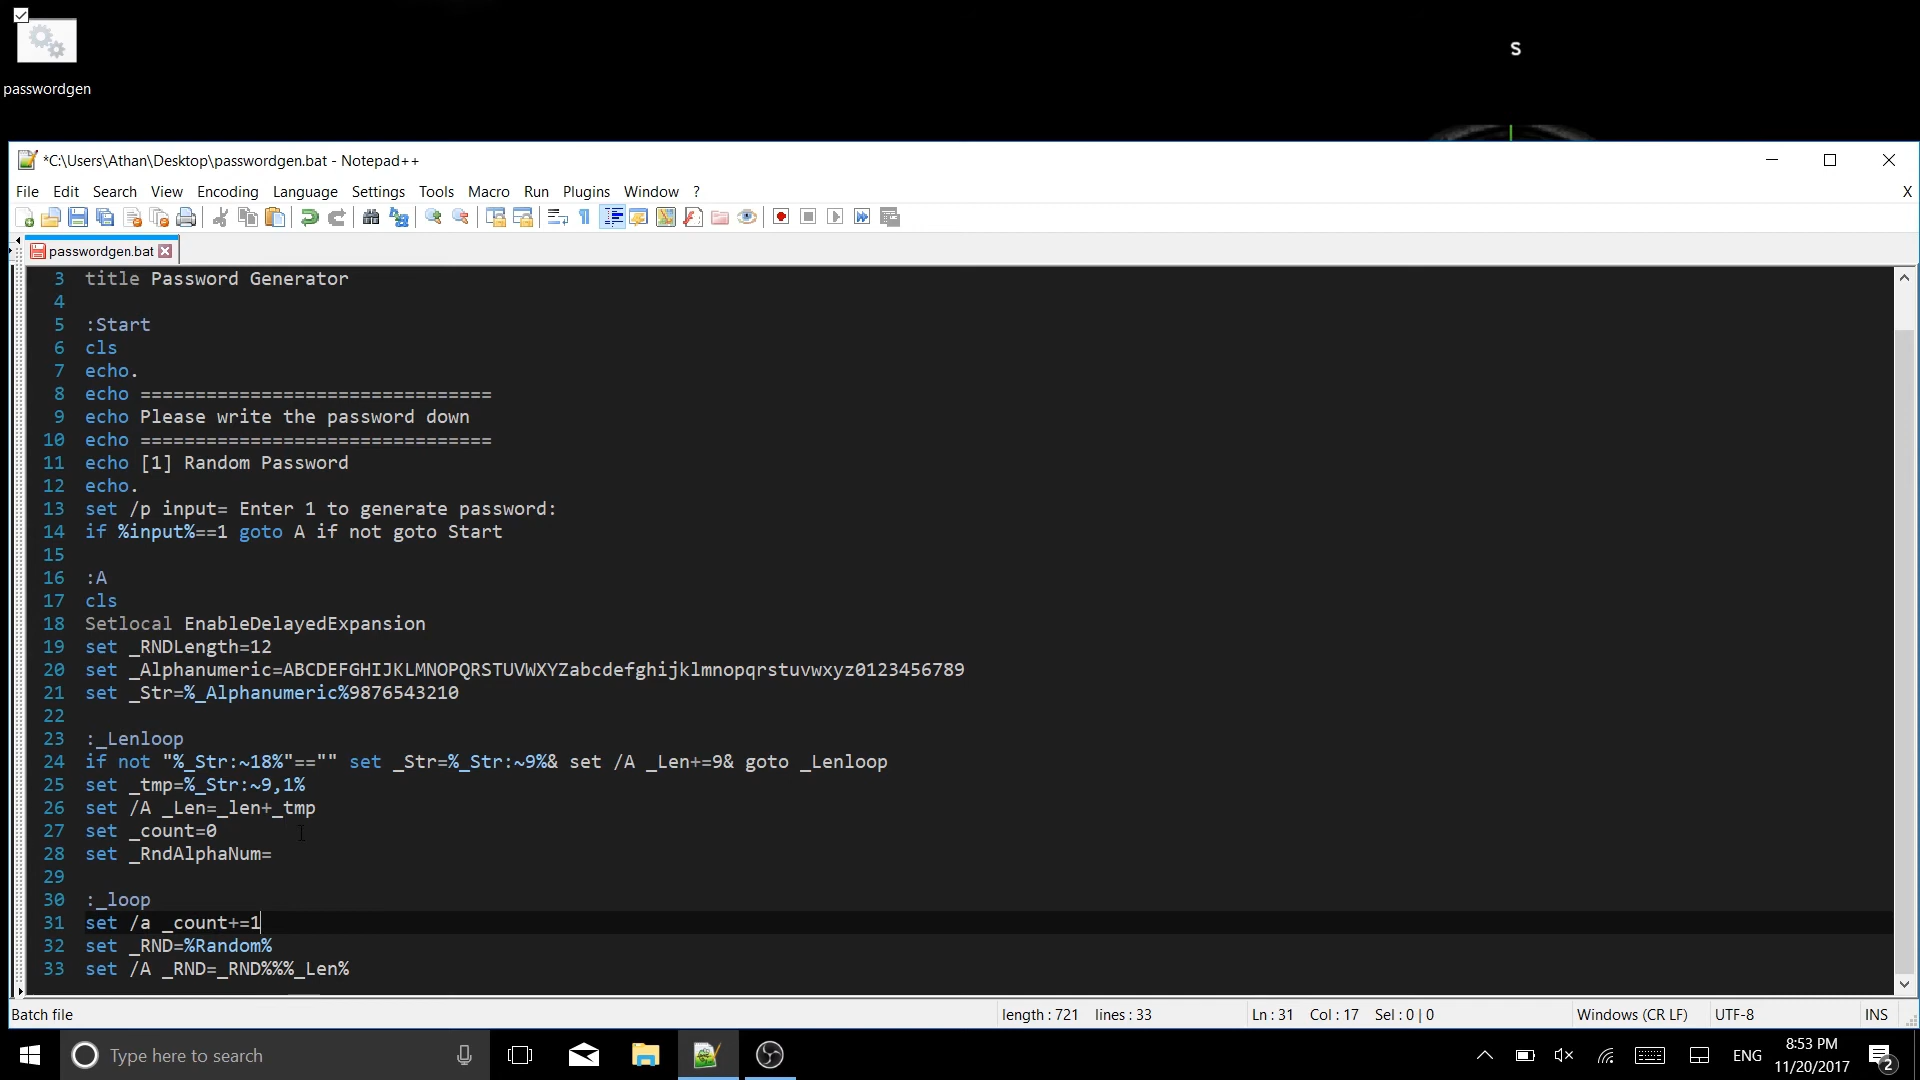 passwordgen
S
*C:\Users\Athan\Desktop\passwordgen.bat - Notepad++
File Edit Search View Encoding Language Settings Tools Macro Run Plugins Window ? X
passwordgen.bat
3 title Password Generator
4
5 :Start
6 cls
7 echo.
8 echo ================================
9 echo Please write the password down
10 echo ================================
11 echo [1] Random Password
12 echo.
13 set /p input= Enter 1 to generate password:
14 if %input%==1 goto A if not goto Start
15
16 :A
17 cls
18 Setlocal EnableDelayedExpansion
19 set _RNDLength=12
20 set _Alphanumeric=ABCDEFGHIJKLMNOPQRSTUVWXYZabcdefghijklmnopqrstuvwxyz0123456789
21 set _Str=%_Alphanumeric%9876543210
22
23 :_Lenloop
24 if not "%_Str:~18%"=="" set _Str=%_Str:~9%& set /A _Len+=9& goto _Lenloop
25 set _tmp=%_Str:~9,1%
26 set /A _Len=_len+_tmp
27 set _count=0
28 set _RndAlphaNum=
29
30 :_loop
31 set /a _count+=1
32 set _RND=%Random%
33 set /A _RND=_RND%%%_Len%
Batch file length : 721 lines : 33 Ln : 31 Col : 17 Sel : 0 | 0 Windows (CR LF) UTF-8 INS
Type here to search
ENG
8:53 PM
11/20/2017
2